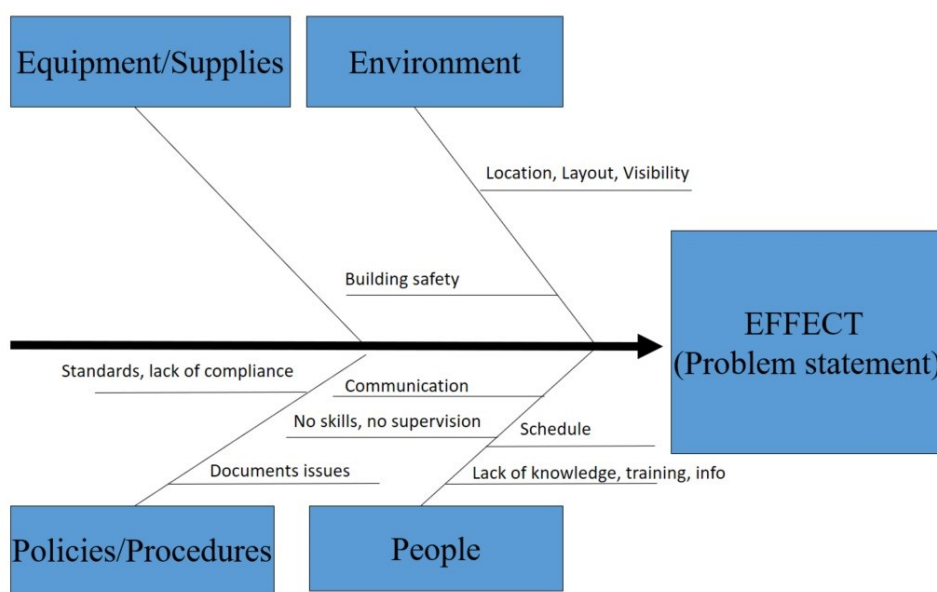 Equipment/Supplies
Environment
Location, Layout, Visibility
Building safety
EFFECT
(Problem statement)
Standards, lack of compliance
Communication
No skills, no supervision
Schedule
Documents issues
Lack of knowledge, training, info
Policies/Procedures
People